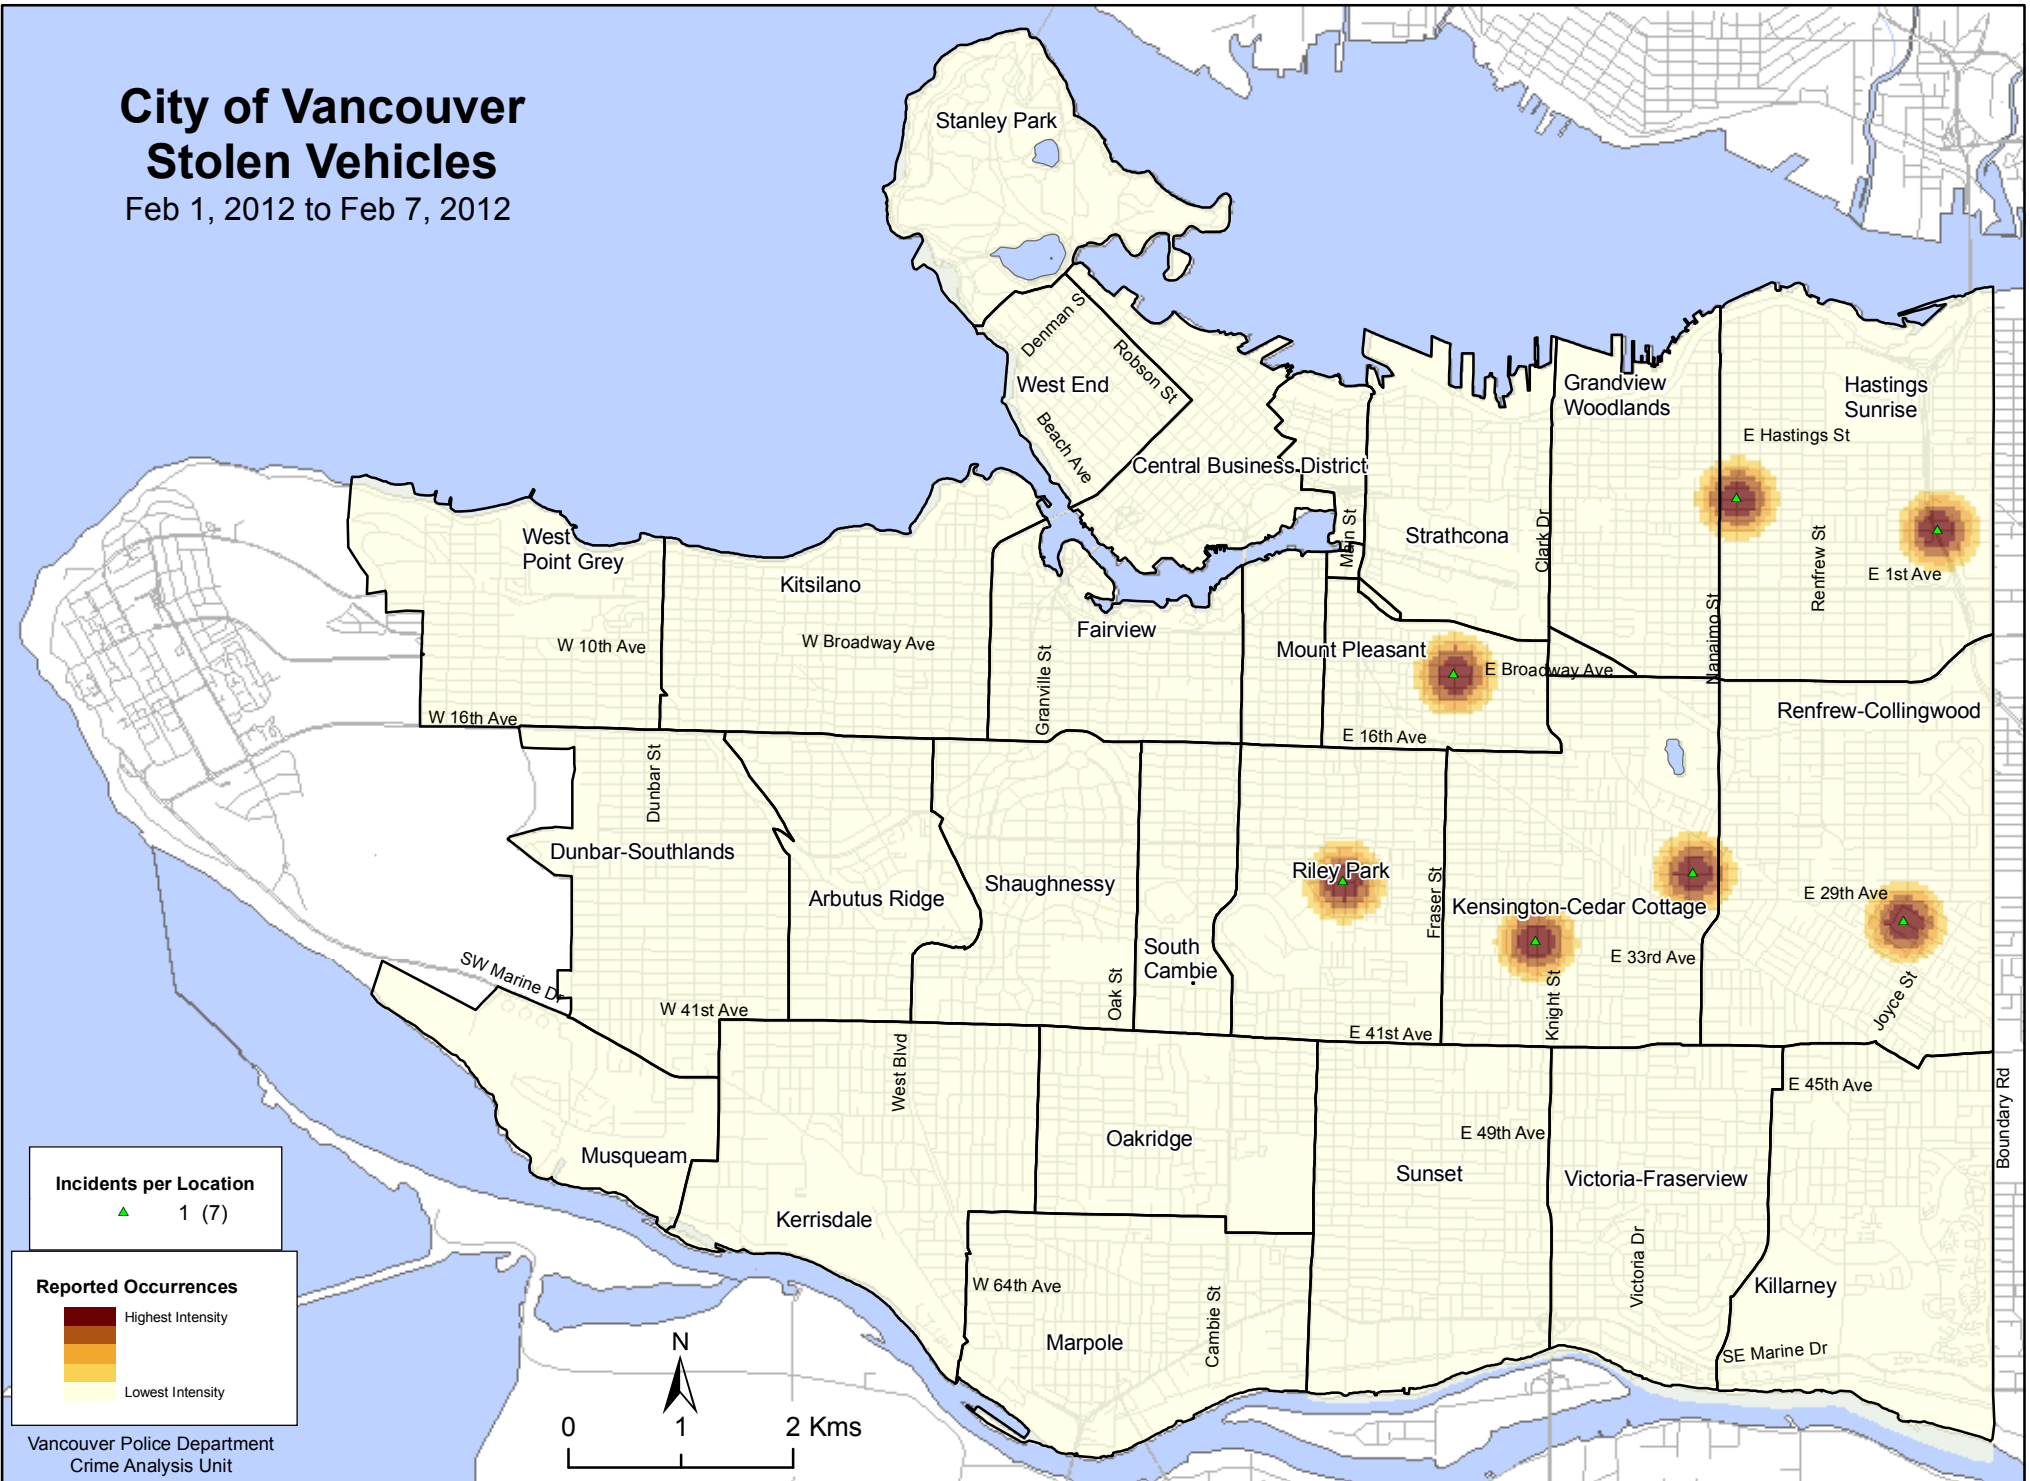 City of Vancouver
Stolen Vehicles
Feb 1, 2012 to Feb 7, 2012
Stanley Park
Denman S
Robson St
West End
Beach Ave
Central Business District
Grandview
Woodlands
Hastings
Sunrise
E Hastings St
Main St
Strathcona
Clark Dr
Nanaimo St
Renfrew St
E 1st Ave
West
Point Grey
Kitsilano
W 10th Ave
W Broadway Ave
Fairview
Granville St
Mount Pleasant
E Broadway Ave
W 16th Ave
E 16th Ave
Renfrew-Collingwood
Dunbar St
Dunbar-Southlands
Arbutus Ridge
Shaughnessy
Riley Park
Fraser St
Kensington-Cedar Cottage
E 29th Ave
South
Cambie
Oak St
E 33rd Ave
Knight St
Joyce St
SW Marine Dr
W 41st Ave
E 41st Ave
West Blvd
E 45th Ave
Boundary Rd
Musqueam
Oakridge
E 49th Ave
Sunset
Victoria-Fraserview
Kerrisdale
Victoria Dr
W 64th Ave
Cambie St
Marpole
Killarney
SE Marine Dr
Incidents per Location
1 (7)
Reported Occurrences
Highest Intensity
Lowest Intensity
Vancouver Police Department
Crime Analysis Unit
N
0 1 2 Kms